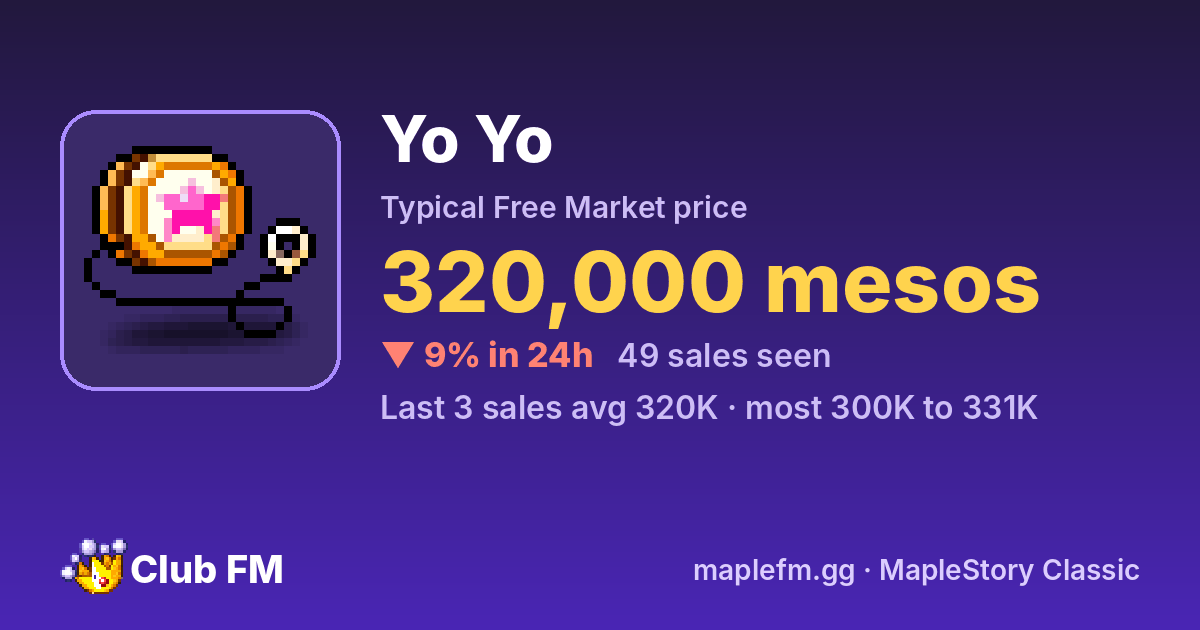 Yo Yo
Typical Free Market price
320,000 mesos
▼ 9% in 24h 49 sales seen
Last 3 sales avg 320K · most 300K to 331K
Club FM
maplefm.gg · MapleStory Classic